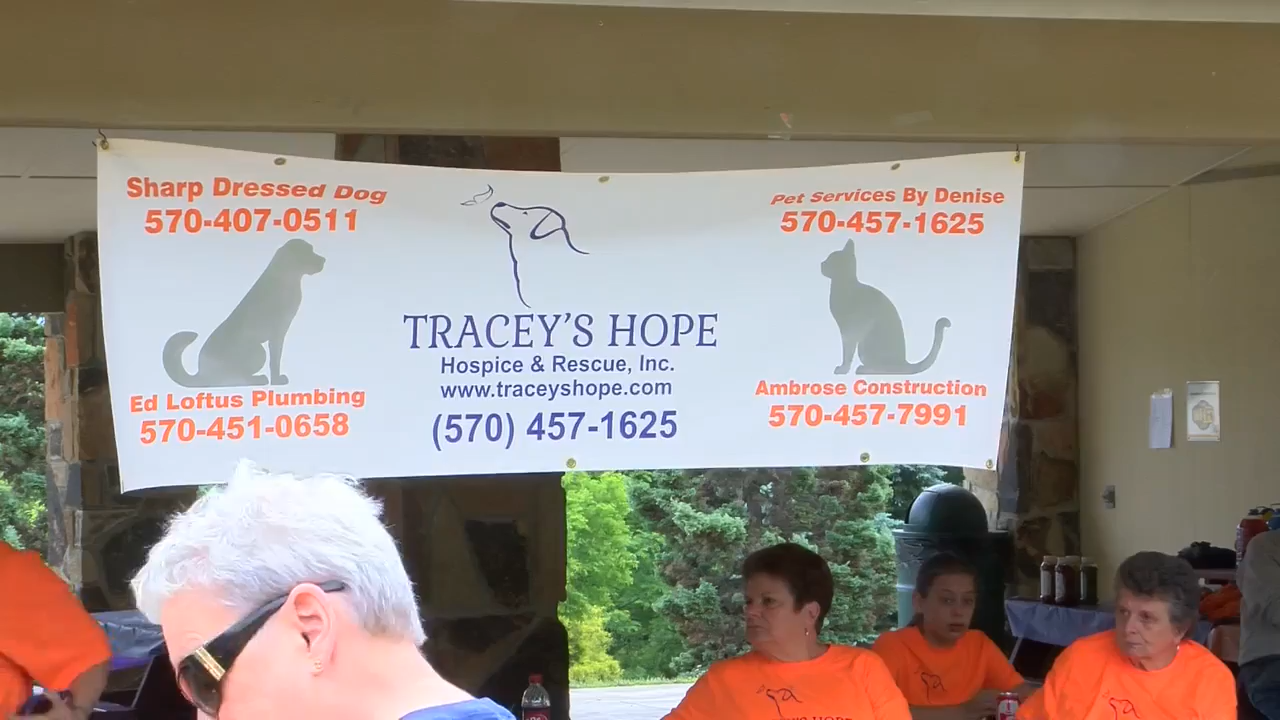 Sharp Dressed Dog
570-407-0511
Pet Services By Denise
570-457-1625
TRACEY'S HOPE
Hospice & Rescue, Inc.
www.traceyshope.com
(570) 457-1625
Ed Loftus Plumbing
570-451-0658
Ambrose Construction
570-457-7991